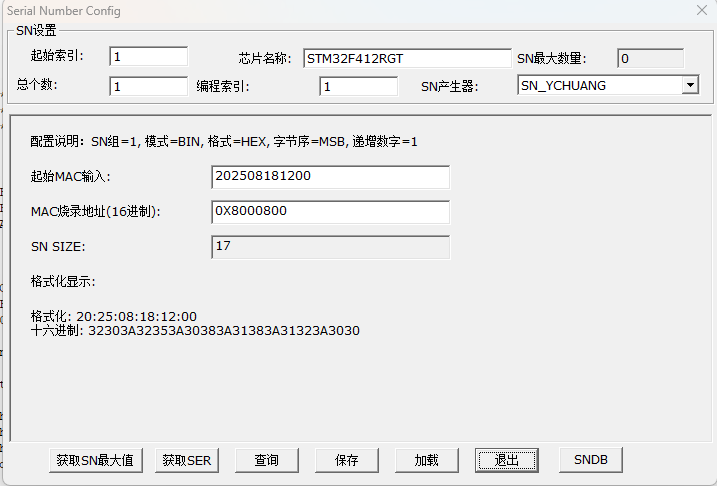 Serial Number Config
SN设置
起始索引: 1 芯片名称: STM32F412RGT SN最大数量: 0
总个数: 1 编程索引: 1 SN产生器: SN_YCHUANG
配置说明: SN组=1, 模式=BIN, 格式=HEX, 字节序=MSB, 递增数字=1
起始MAC输入: 202508181200
MAC烧录地址(16进制): 0X8000800
SN SIZE: 17
格式化显示:
格式化: 20:25:08:18:12:00
十六进制: 32303A32353A30383A31383A31323A3030
获取SN最大值 获取SER 查询 保存 加载 退出 SNDB